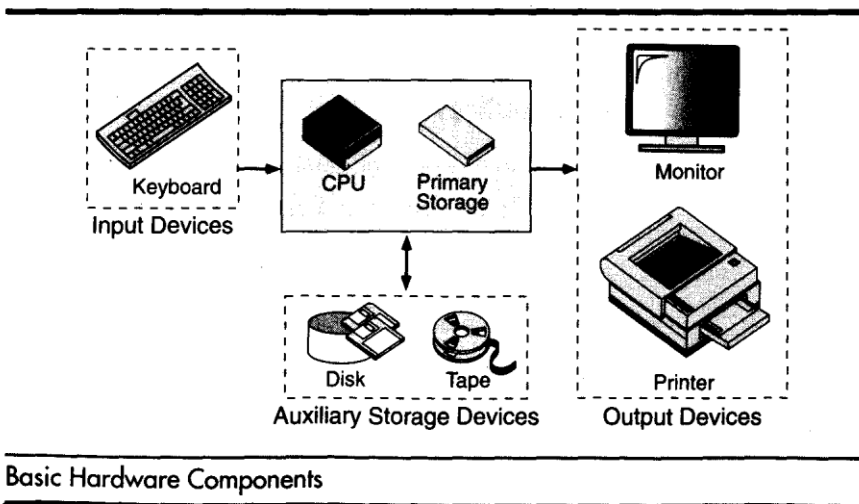 Keyboard
Input Devices
CPU
Primary
Storage
Monitor
Printer
Output Devices
Disk
Tape
Auxiliary Storage Devices
Basic Hardware Components